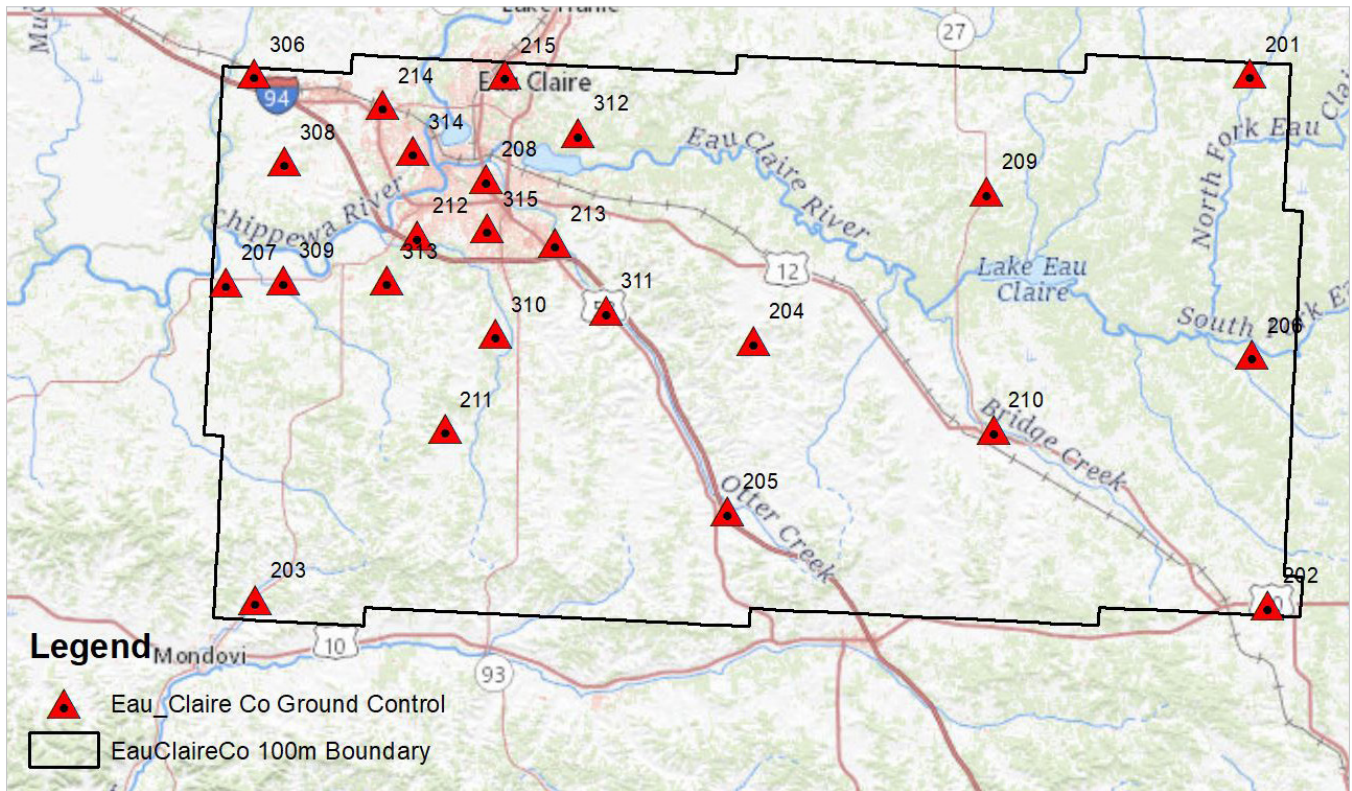 306
215
Eau Claire
201
27
94
214
312
314
308
208
Eau Claire River
North Fork Eau
209
315
Chippewa River
212
213
207
309
313
12
Lake Eau
Claire
311
310
204
206
211
210
Bridge Creek
205
Otter Creek
203
202
Legend
Mondovi
10
93
Eau_Claire Co Ground Control
EauClaireCo 100m Boundary